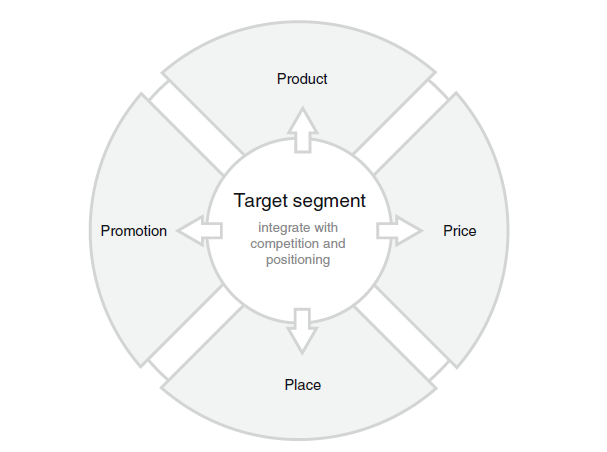 Product
Target segment
integrate with
competition and
positioning
Promotion
Price
Place